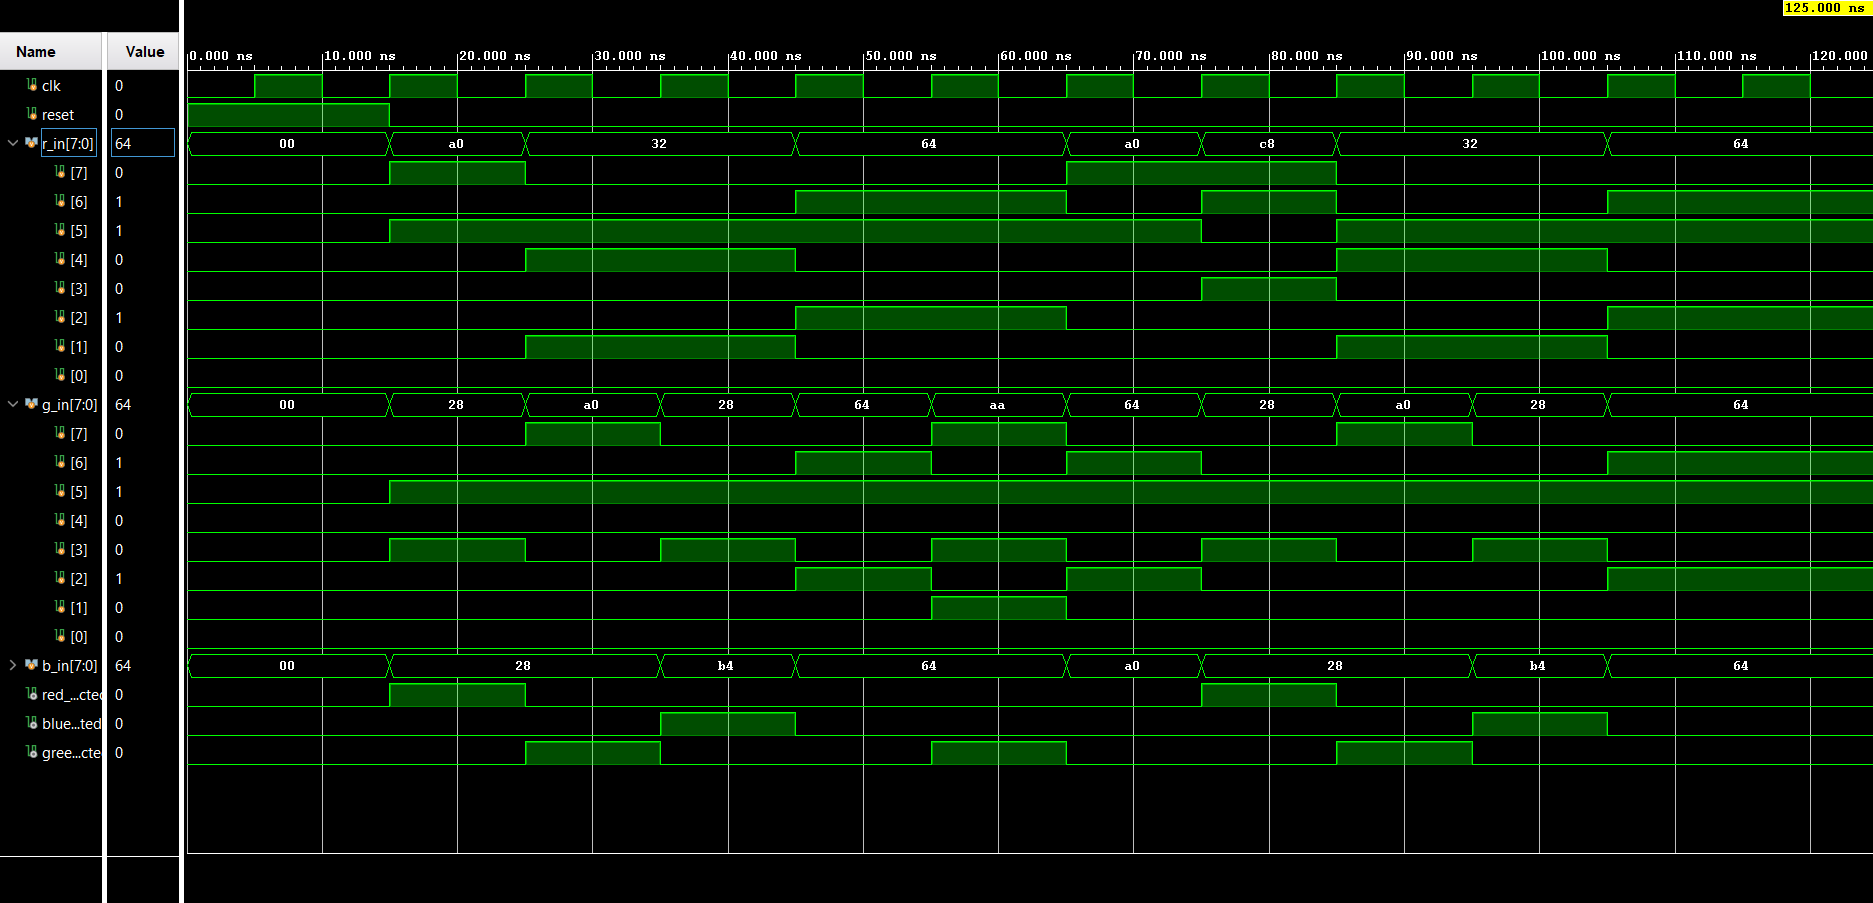 125.000 ns
Name Value
0.000 ns 10.000 ns 20.000 ns 30.000 ns 40.000 ns 50.000 ns 60.000 ns 70.000 ns 80.000 ns 90.000 ns 100.000 ns 110.000 ns 120.000
clk 0
reset 0
r_in[7:0] 64 00 a0 32 64 a0 c8 32 64
[7] 0
[6] 1
[5] 1
[4] 0
[3] 0
[2] 1
[1] 0
[0] 0
g_in[7:0] 64 00 28 a0 28 64 aa 64 28 a0 28 64
[7] 0
[6] 1
[5] 1
[4] 0
[3] 0
[2] 1
[1] 0
[0] 0
b_in[7:0] 64 00 28 b4 64 a0 28 b4 64
red_...cted 0
blue...ted 0
gree...cte 0